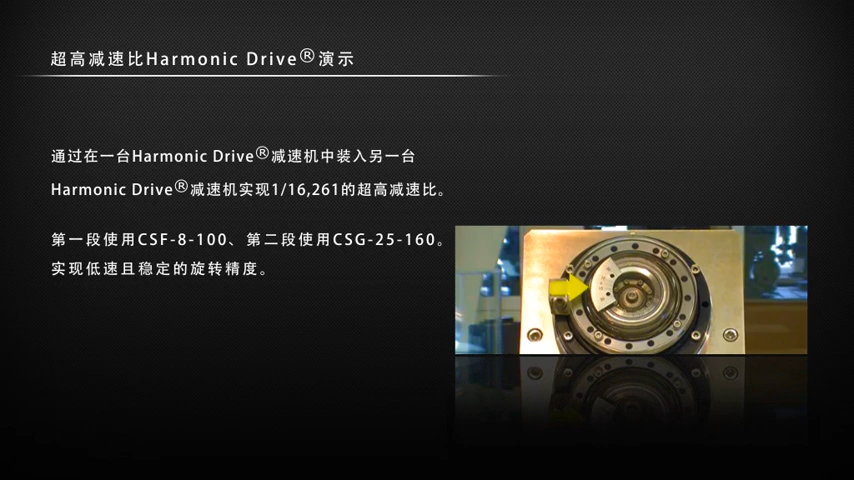 超高减速比Harmonic Drive®演示
通过在一台Harmonic Drive®减速机中装入另一台
Harmonic Drive®减速机实现1/16,261的超高减速比。
第一段使用CSF-8-100、第二段使用CSG-25-160。
实现低速且稳定的旋转精度。